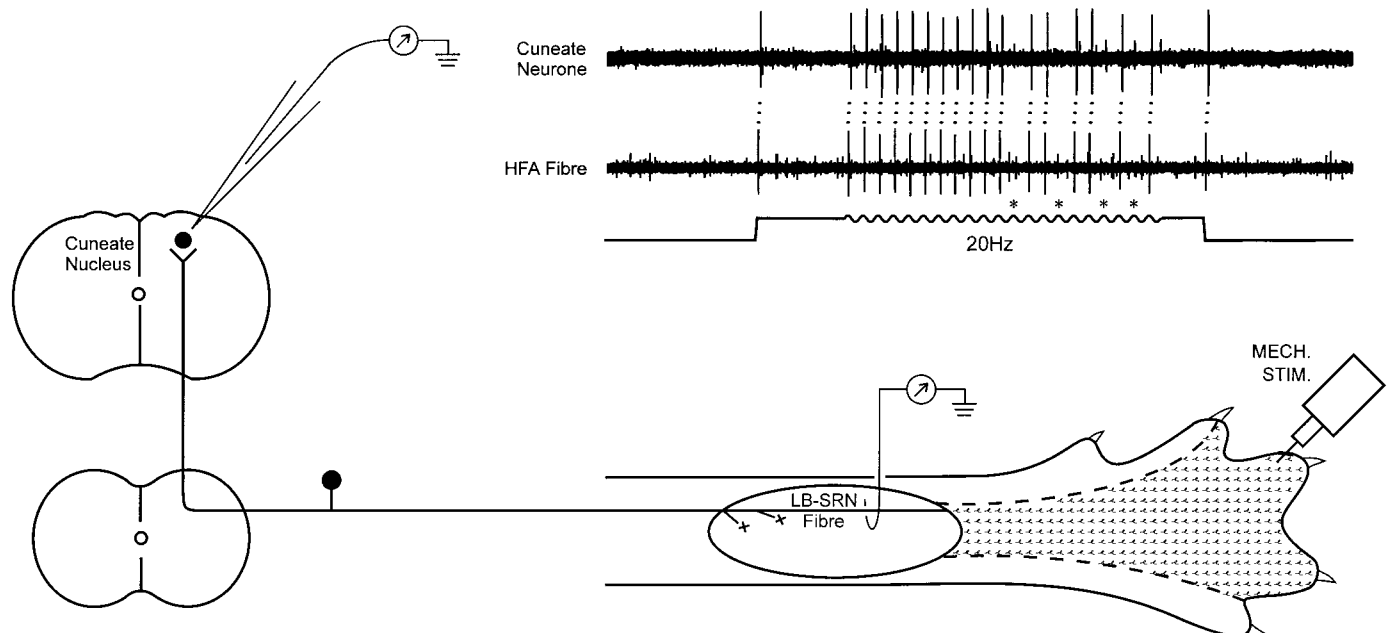 Cuneate
Neurone
HFA Fibre
* * * *
20Hz
Cuneate
Nucleus
MECH.
STIM.
LB-SRN
Fibre